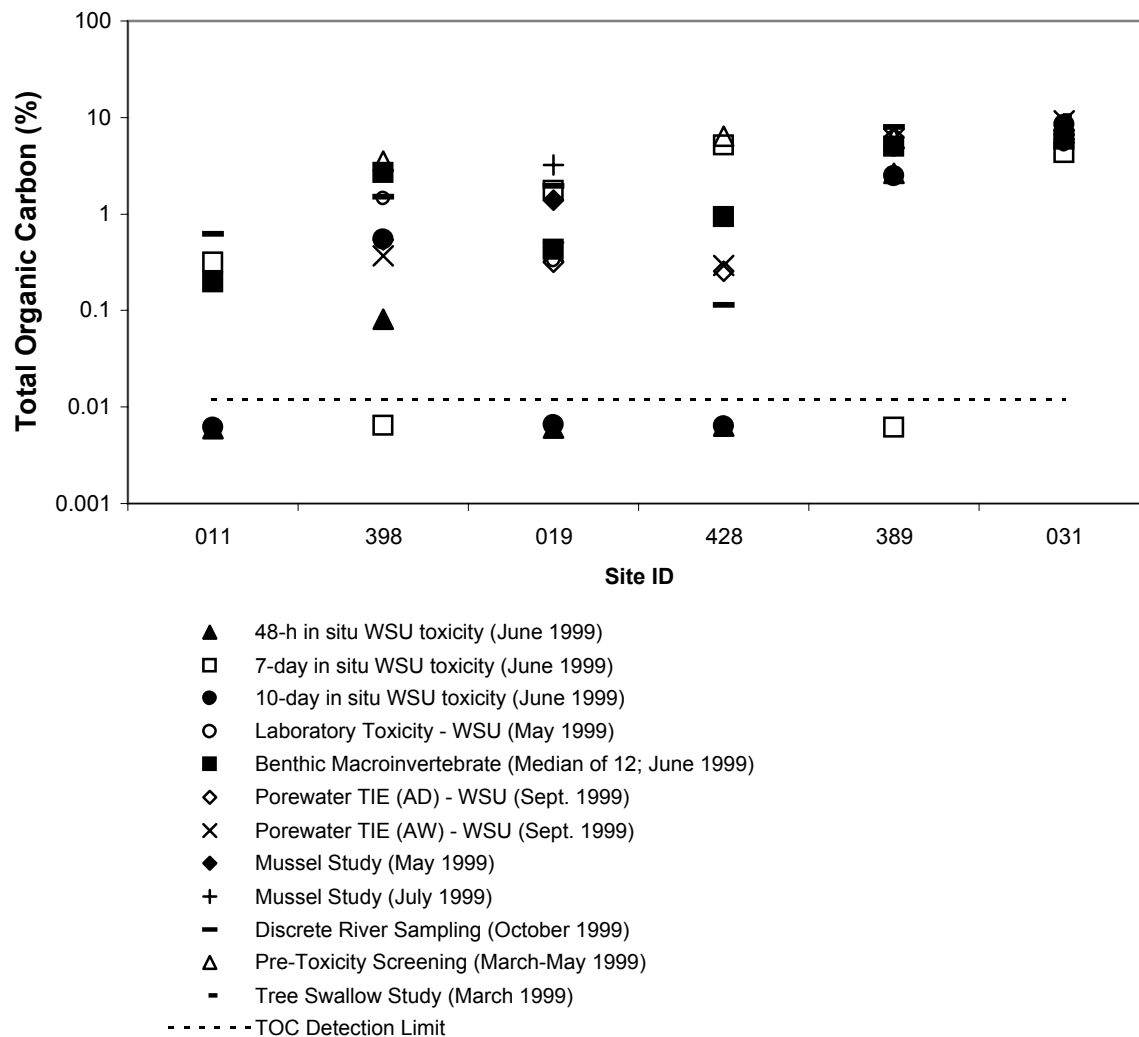 Total Organic Carbon (%)
100
10
1
0.1
0.01
0.001
011 398 019 428 389 031
Site ID
48-h in situ WSU toxicity (June 1999)
7-day in situ WSU toxicity (June 1999)
10-day in situ WSU toxicity (June 1999)
Laboratory Toxicity - WSU (May 1999)
Benthic Macroinvertebrate (Median of 12; June 1999)
Porewater TIE (AD) - WSU (Sept. 1999)
Porewater TIE (AW) - WSU (Sept. 1999)
Mussel Study (May 1999)
Mussel Study (July 1999)
Discrete River Sampling (October 1999)
Pre-Toxicity Screening (March-May 1999)
Tree Swallow Study (March 1999)
TOC Detection Limit